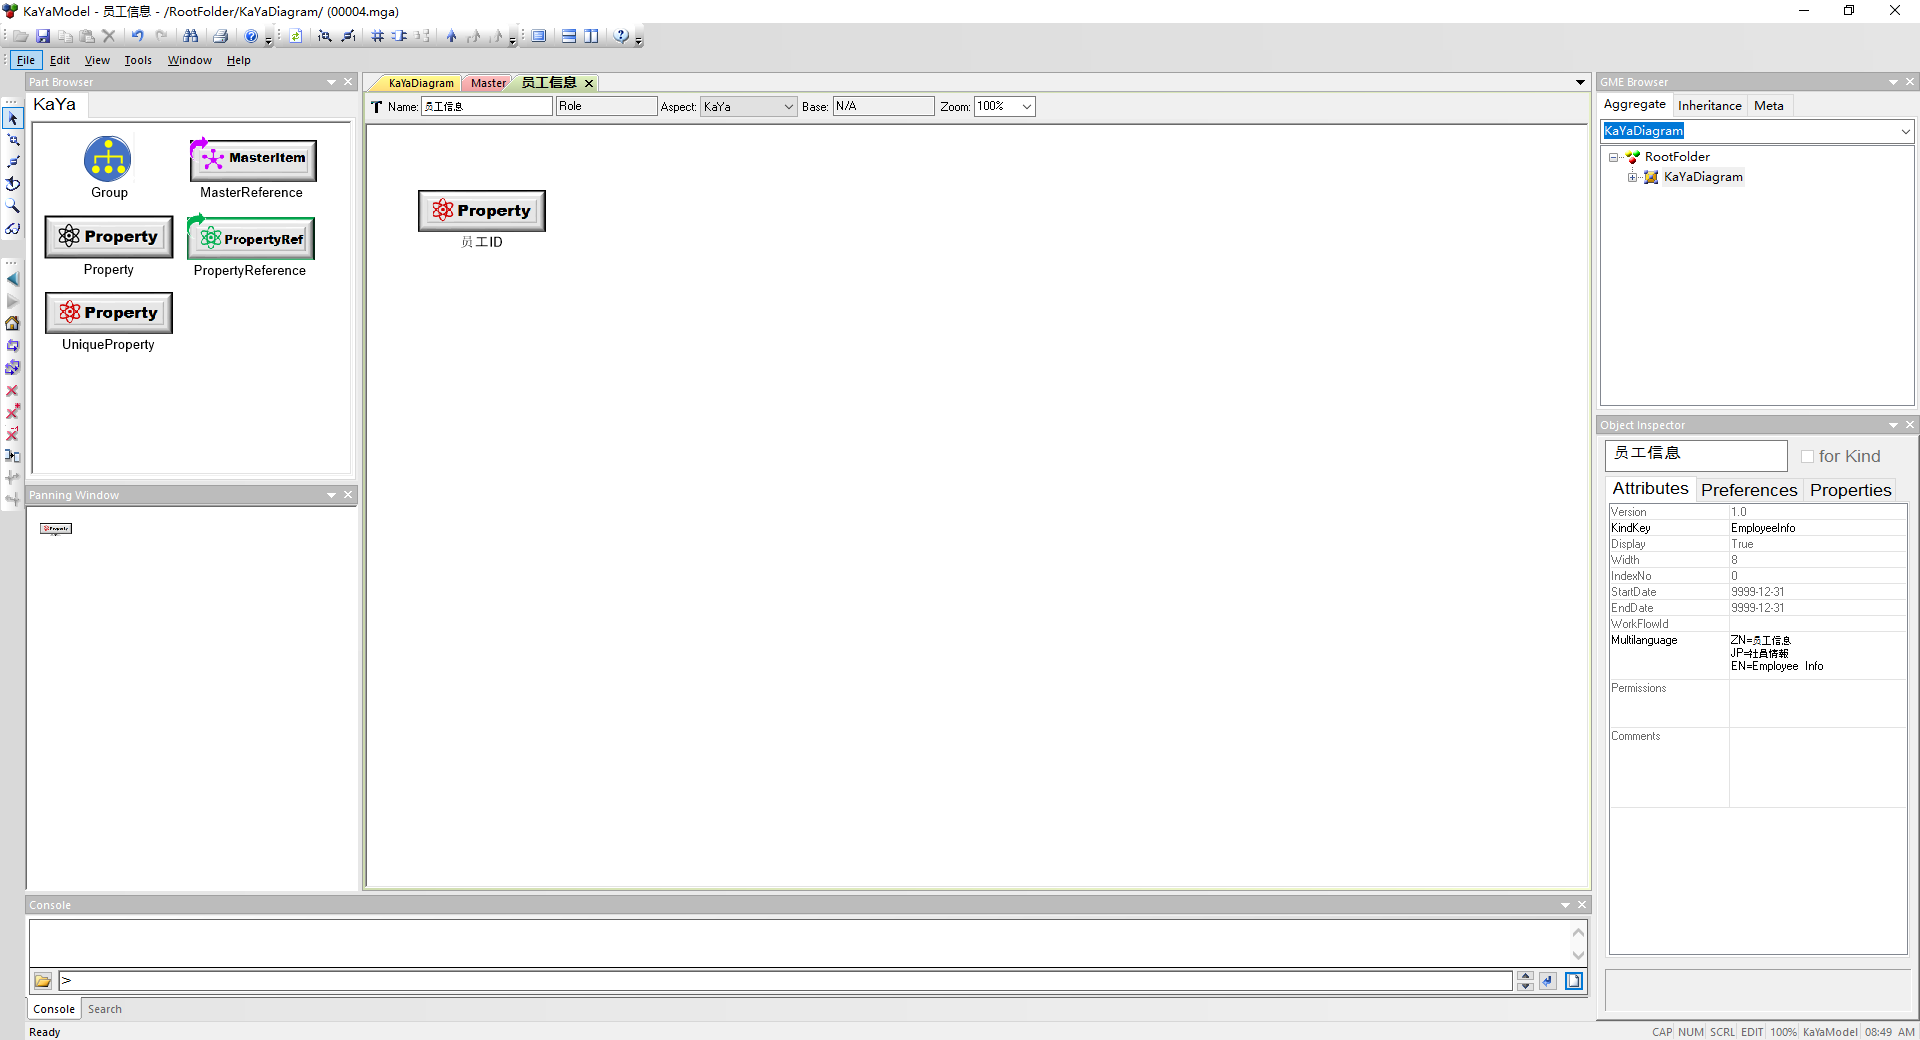 KaYaModel - 员工信息 - /RootFolder/KaYaDiagram/ (00004.mga)
File Edit View Tools Window Help
Part Browser
KaYa
Group
MasterItem
MasterReference
Property
Property
PropertyRef
PropertyReference
Property
UniqueProperty
Panning Window
Property
KaYaDiagram Master 员工信息
Name: 员工信息 Role Aspect: KaYa Base: N/A Zoom: 100%
Property
员工ID
Console
>
Console Search
Ready
GME Browser
Aggregate Inheritance Meta
KaYaDiagram
RootFolder
KaYaDiagram
Object Inspector
员工信息 for Kind
Attributes Preferences Properties
Version 1.0
KindKey EmployeeInfo
Display True
Width 8
IndexNo 0
StartDate 9999-12-31
EndDate 9999-12-31
WorkFlowId
Multilanguage ZN=员工信息
JP=社員情報
EN=Employee Info
Permissions
Comments
CAP NUM SCRL EDIT 100% KaYaModel 08:49 AM